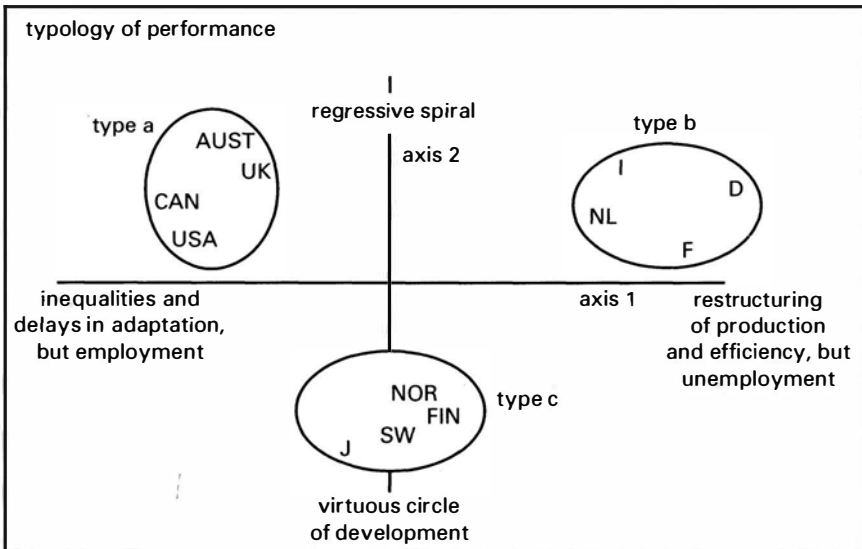 typology of performance
regressive spiral
type a
type b
AUST
axis 2
UK
I
D
CAN
NL
USA
F
inequalities and
delays in adaptation,
but employment
axis 1
restructuring
of production
and efficiency, but
unemployment
NOR
type c
FIN
SW
J
virtuous circle
of development